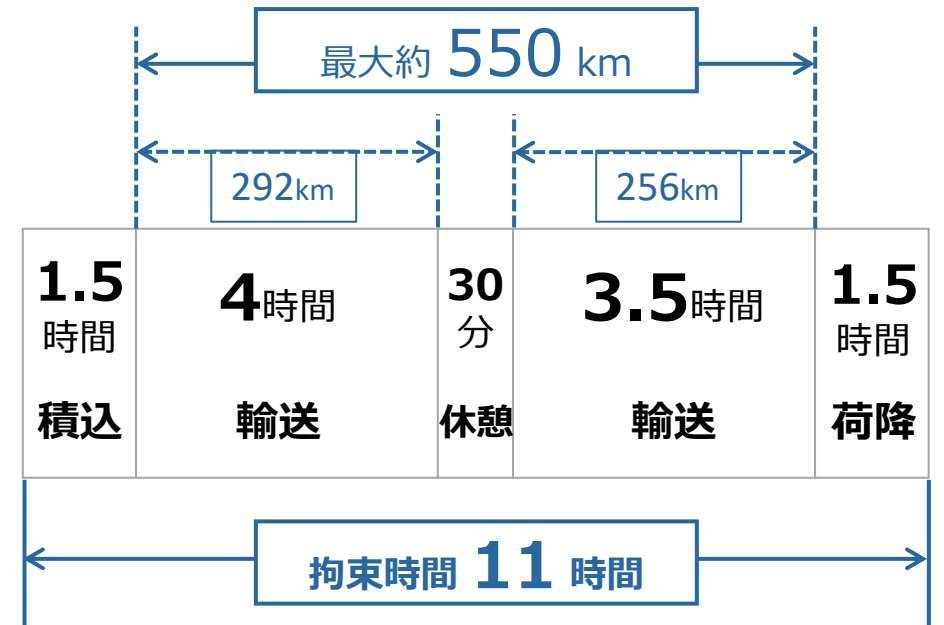 最大約 550 km
292km
256km
1.5
時間
積込
4時間
輸送
30
分
休憩
3.5時間
輸送
1.5
時間
荷降
拘束時間 11 時間